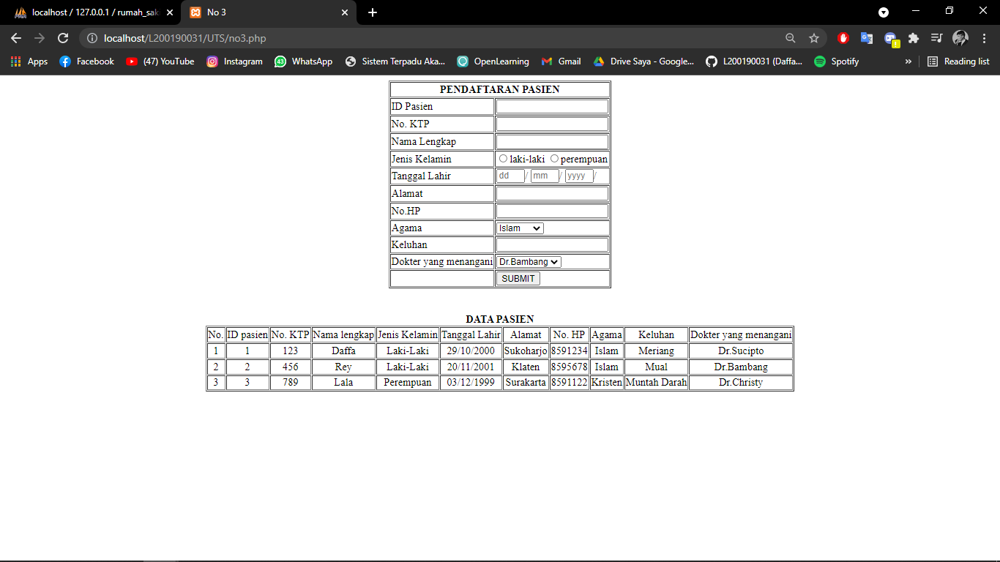 localhost / 127.0.0.1 / rumah_sak
No 3
localhost/L200190031/UTS/no3.php
Apps
Facebook
(47) YouTube
Instagram
43
WhatsApp
Sistem Terpadu Aka...
OpenLearning
Gmail
Drive Saya - Google...
L200190031 (Daffa...
Spotify
»
Reading list
PENDAFTARAN PASIEN
ID Pasien
No. KTP
Nama Lengkap
Jenis Kelamin laki-laki perempuan
Tanggal Lahir dd / mm / yyyy /
Alamat
No.HP
Agama Islam
Keluhan
Dokter yang menangani Dr.Bambang
SUBMIT
DATA PASIEN
No. ID pasien No. KTP Nama lengkap Jenis Kelamin Tanggal Lahir Alamat No. HP Agama Keluhan Dokter yang menangani
1 1 123 Daffa Laki-Laki 29/10/2000 Sukoharjo 8591234 Islam Meriang Dr.Sucipto
2 2 456 Rey Laki-Laki 20/11/2001 Klaten 8595678 Islam Mual Dr.Bambang
3 3 789 Lala Perempuan 03/12/1999 Surakarta 8591122 Kristen Muntah Darah Dr.Christy